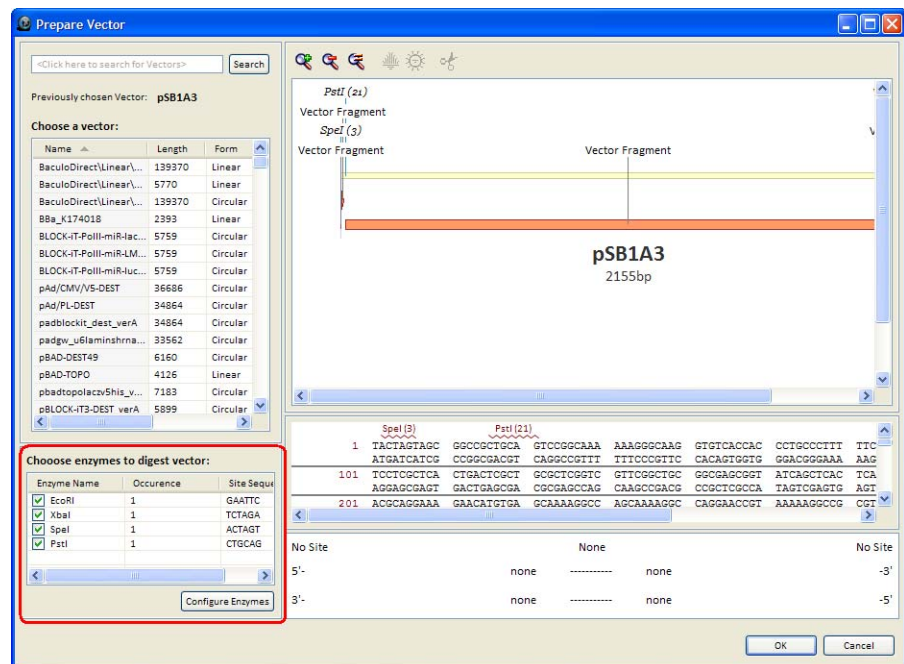 Prepare Vector
<Click here to search for Vectors>
Search
Previously chosen Vector: pSB1A3
Choose a vector:
Name Length Form
BaculoDirect\Linear\... 139370 Linear
BaculoDirect\Linear\... 5770 Linear
BaculoDirect\Linear\... 139370 Circular
BBa_K174018 2393 Linear
BLOCK-iT-PolII-miR-lac... 5759 Circular
BLOCK-iT-PolII-miR-LM... 5759 Circular
BLOCK-iT-PolII-miR-luc... 5759 Circular
pAd/CMV/V5-DEST 36686 Circular
pAd/PL-DEST 34864 Circular
padblockit_dest_verA 34864 Circular
padgw_u6laminshrna... 33562 Circular
pBAD-DEST49 6160 Circular
pBAD-TOPO 4126 Linear
pbadtopolaczv5his_v... 7183 Circular
pBLOCK-iT3-DEST verA 5899 Circular
Chooose enzymes to digest vector:
Enzyme Name Occurence Site Seque
EcoRI 1 GAATTC
XbaI 1 TCTAGA
SpeI 1 ACTAGT
PstI 1 CTGCAG
Configure Enzymes
PstI (21)
Vector Fragment
SpeI (3)
Vector Fragment Vector Fragment
pSB1A3
2155bp
SpeI (3) PstI (21)
1 TACTAGTAGC GGCCGCTGCA GTCCGGCAAA AAAGGGCAAG GTGTCACCAC CCTGCCCTTT TTC
ATGATCATCG CCGGCGACGT CAGGCCGTTT TTTCCCGTTC CACAGTGGTG GGACGGGAAA AAG
101 TCCTCGCTCA CTGACTCGCT GCGCTCGGTC GTTCGGCTGC GGCGAGCGGT ATCAGCTCAC TCA
AGGAGCGAGT GACTGAGCGA CGCGAGCCAG CAAGCCGACG CCGCTCGCCA TAGTCGAGTG AGT
201 ACGCAGGAAA GAACATGTGA GCAAAAGGCC AGCAAAAGGC CAGGAACCGT AAAAAGGCCG CGT
No Site None No Site
5'- none ----------- none -3'
3'- none ----------- none -5'
OK Cancel